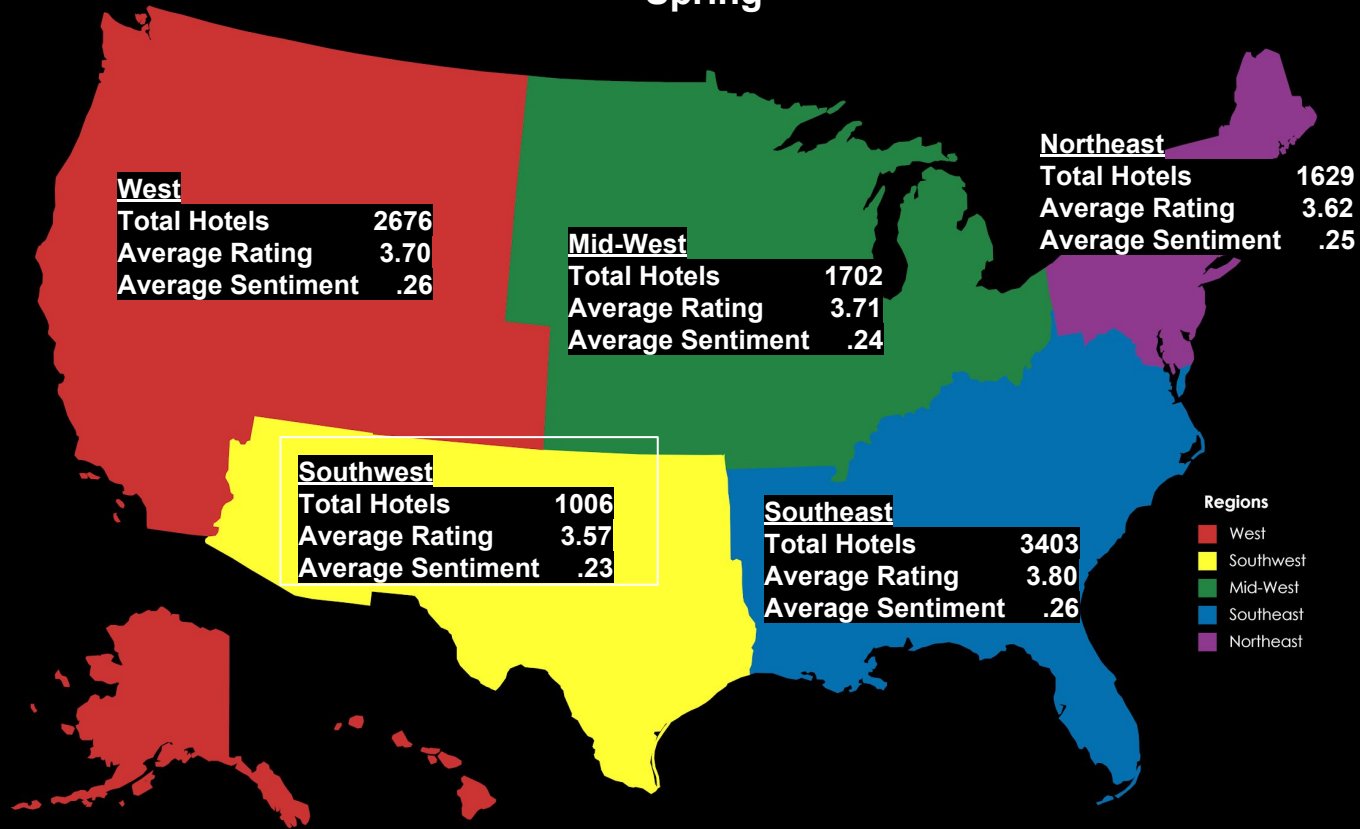 Spring
West
Total Hotels 2676
Average Rating 3.70
Average Sentiment .26
Mid-West
Total Hotels 1702
Average Rating 3.71
Average Sentiment .24
Northeast
Total Hotels 1629
Average Rating 3.62
Average Sentiment .25
Southwest
Total Hotels 1006
Average Rating 3.57
Average Sentiment .23
Southeast
Total Hotels 3403
Average Rating 3.80
Average Sentiment .26
Regions
West
Southwest
Mid-West
Southeast
Northeast